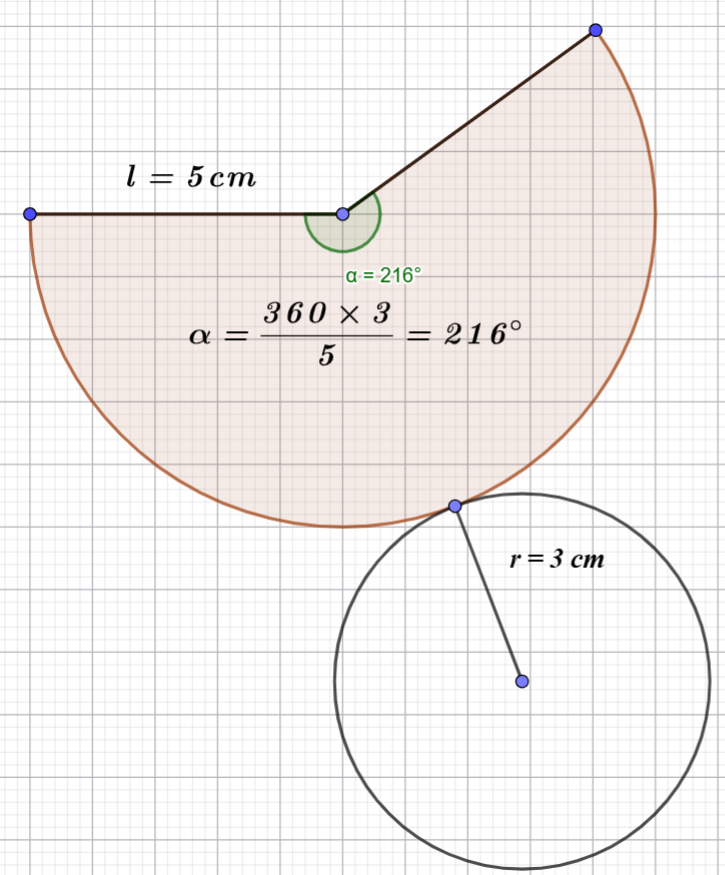 l = 5 cm
α = 216°
α = 360 × 3 / 5 = 216°
r = 3 cm